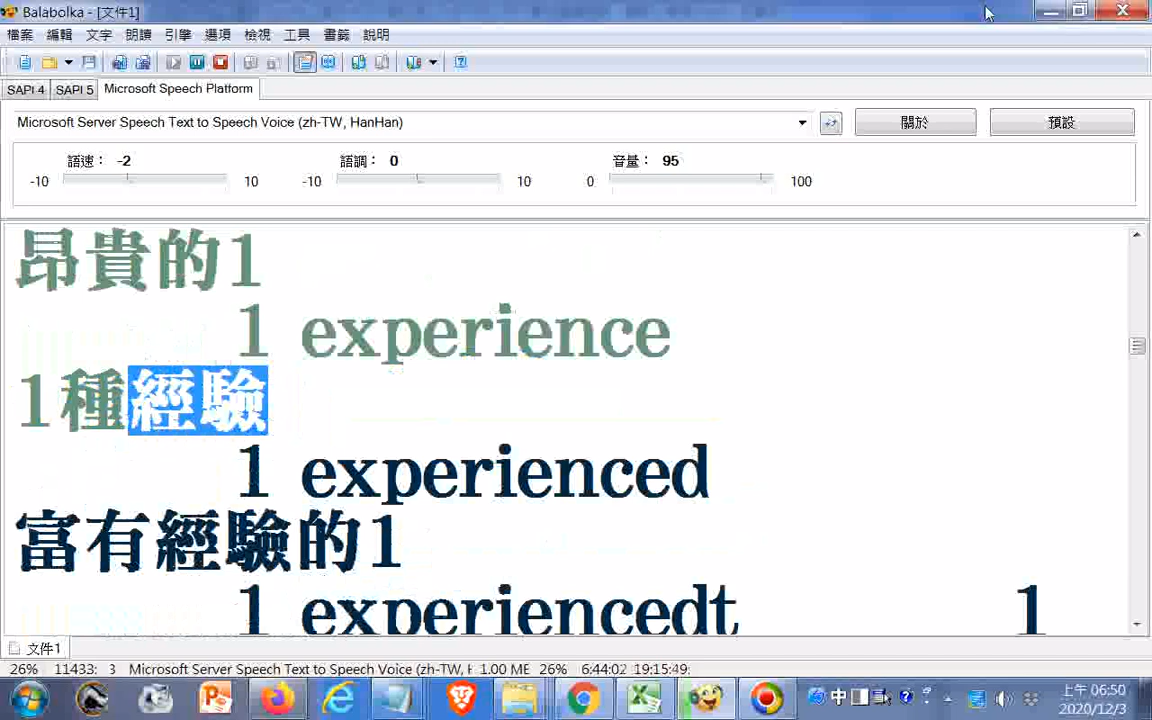 Balabolka - [文件1]
檔案 編輯 文字 朗讀 引擎 選項 檢視 工具 書籤 說明
SAPI 4 SAPI 5 Microsoft Speech Platform
Microsoft Server Speech Text to Speech Voice (zh-TW, HanHan) 關於 預設
語速： -2 語調： 0 音量： 95
-10 10 -10 10 0 100
昂貴的1
1 experience
1種經驗
1 experienced
富有經驗的1
1 experiencedt 1
文件1
26% 11433: 3 Microsoft Server Speech Text to Speech Voice (zh-TW, H 1.00 ME 26% 6:44:02 19:15:49:
中
上午 06:50
2020/12/3